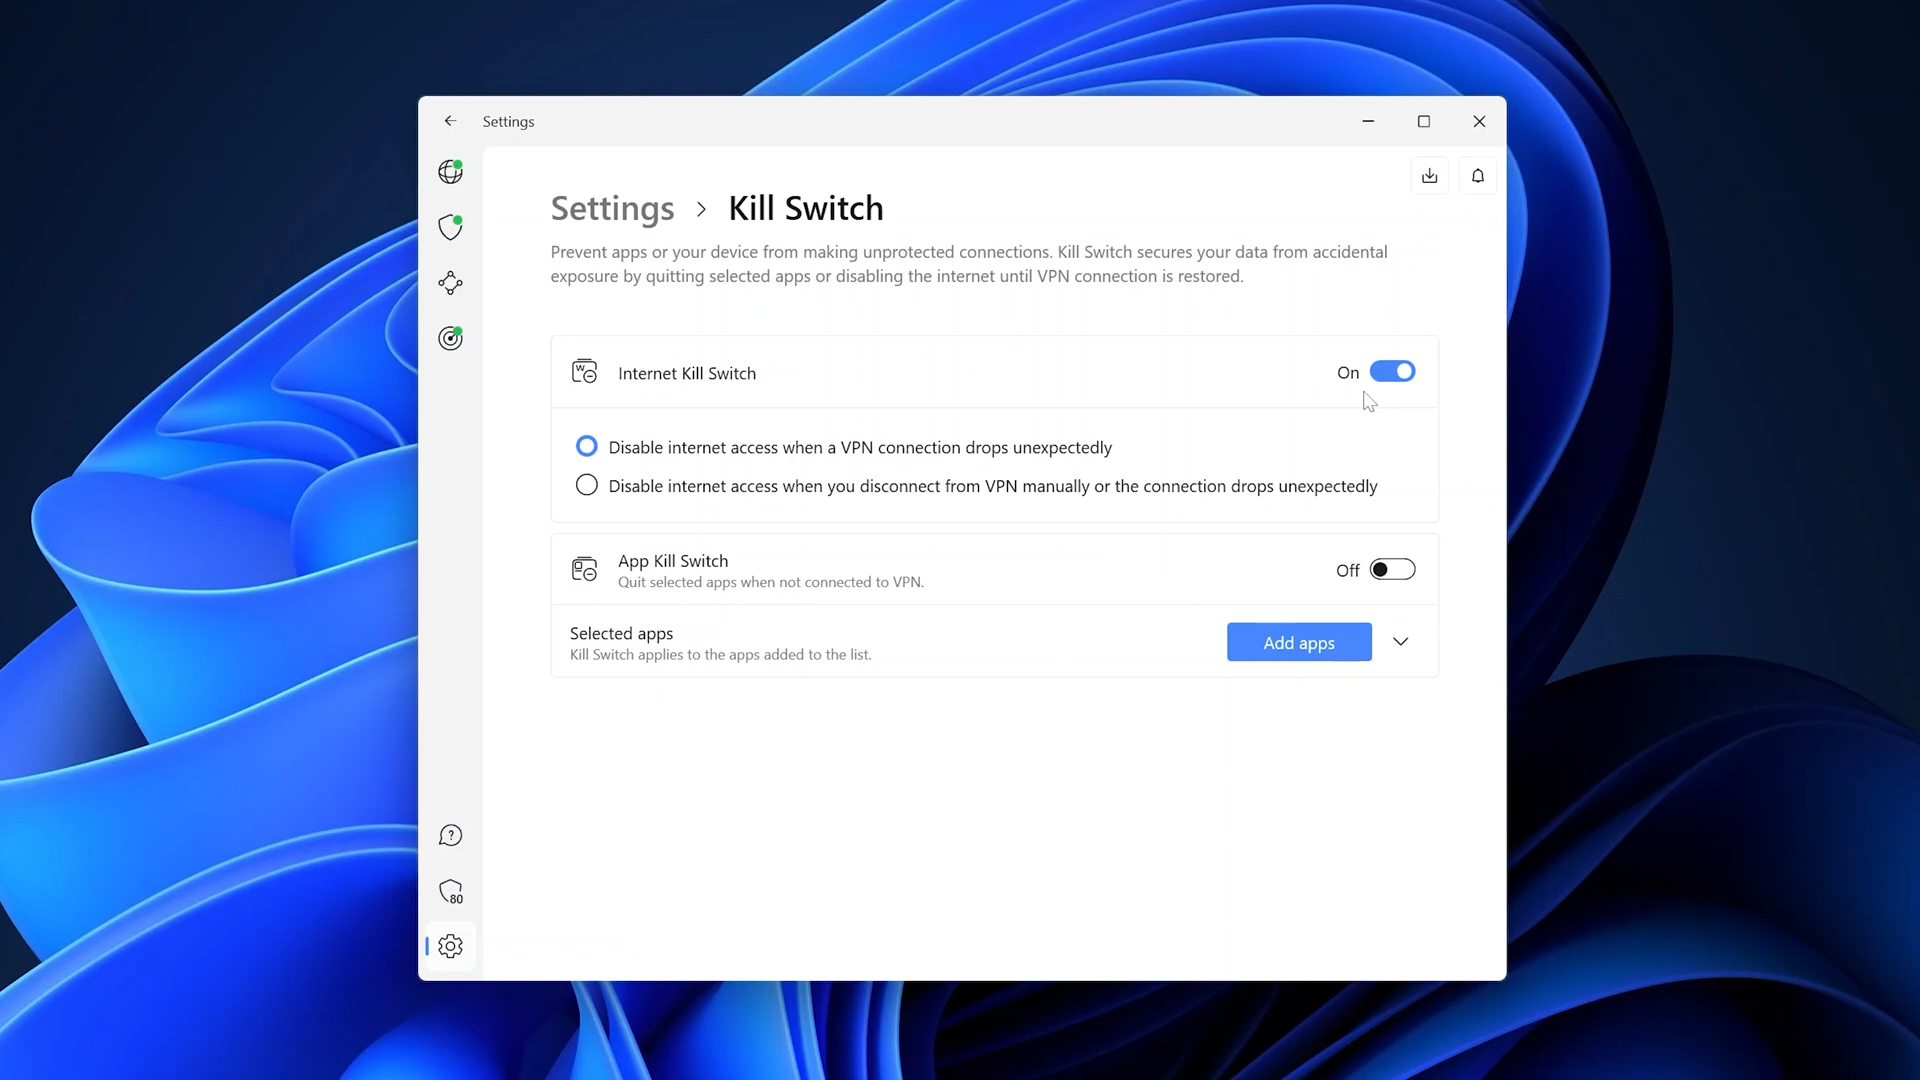 Settings
Settings > Kill Switch
Prevent apps or your device from making unprotected connections. Kill Switch secures your data from accidental
exposure by quitting selected apps or disabling the internet until VPN connection is restored.
W
Internet Kill Switch
On
Disable internet access when a VPN connection drops unexpectedly
Disable internet access when you disconnect from VPN manually or the connection drops unexpectedly
App Kill Switch
Quit selected apps when not connected to VPN.
Off
Selected apps
Kill Switch applies to the apps added to the list.
Add apps
?
80